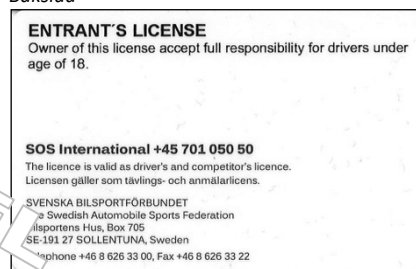 ENTRANT´S LICENSE
Owner of this license accept full responsibility for drivers under
age of 18.
SOS International +45 701 050 50
The licence is valid as driver's and competitor's licence.
Licensen gäller som tävlings- och anmälarlicens.
SVENSKA BILSPORTFÖRBUNDET
Swedish Automobile Sports Federation
Bilsportens Hus, Box 705
SE-191 27 SOLLENTUNA, Sweden
+46 8 626 33 00, Fax +46 8 626 33 22